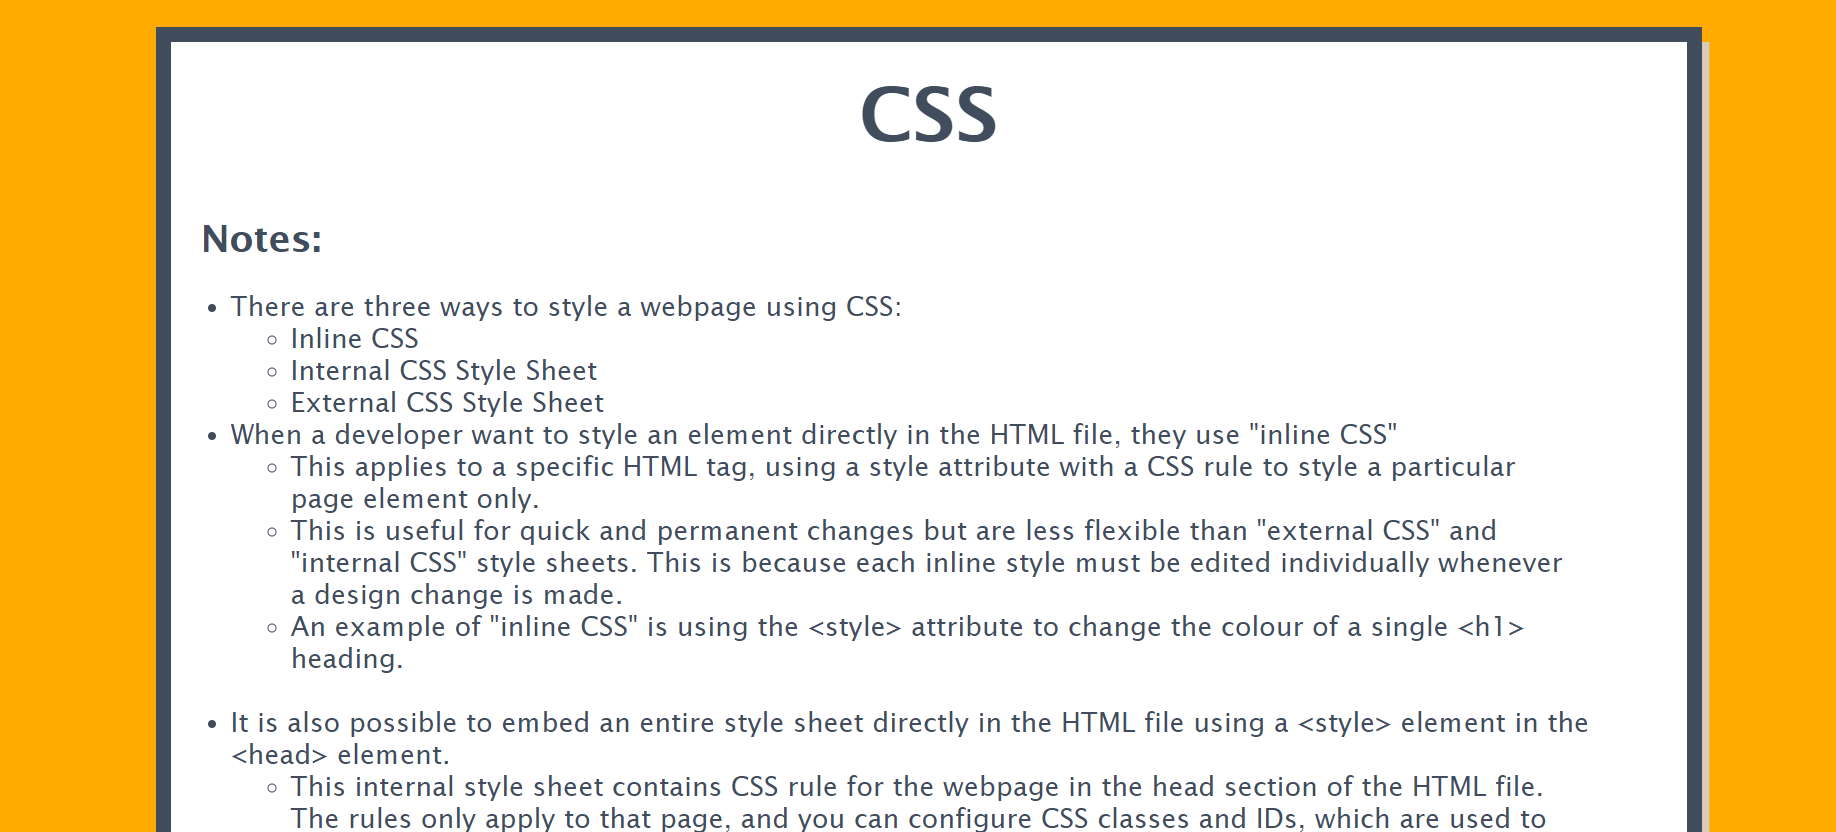 CSS
Notes:
• There are three ways to style a webpage using CSS:
◦ Inline CSS
◦ Internal CSS Style Sheet
◦ External CSS Style Sheet
• When a developer want to style an element directly in the HTML file, they use "inline CSS"
◦ This applies to a specific HTML tag, using a style attribute with a CSS rule to style a particular
page element only.
◦ This is useful for quick and permanent changes but are less flexible than "external CSS" and
"internal CSS" style sheets. This is because each inline style must be edited individually whenever
a design change is made.
◦ An example of "inline CSS" is using the <style> attribute to change the colour of a single <h1>
heading.
• It is also possible to embed an entire style sheet directly in the HTML file using a <style> element in the
<head> element.
◦ This internal style sheet contains CSS rule for the webpage in the head section of the HTML file.
The rules only apply to that page, and you can configure CSS classes and IDs, which are used to